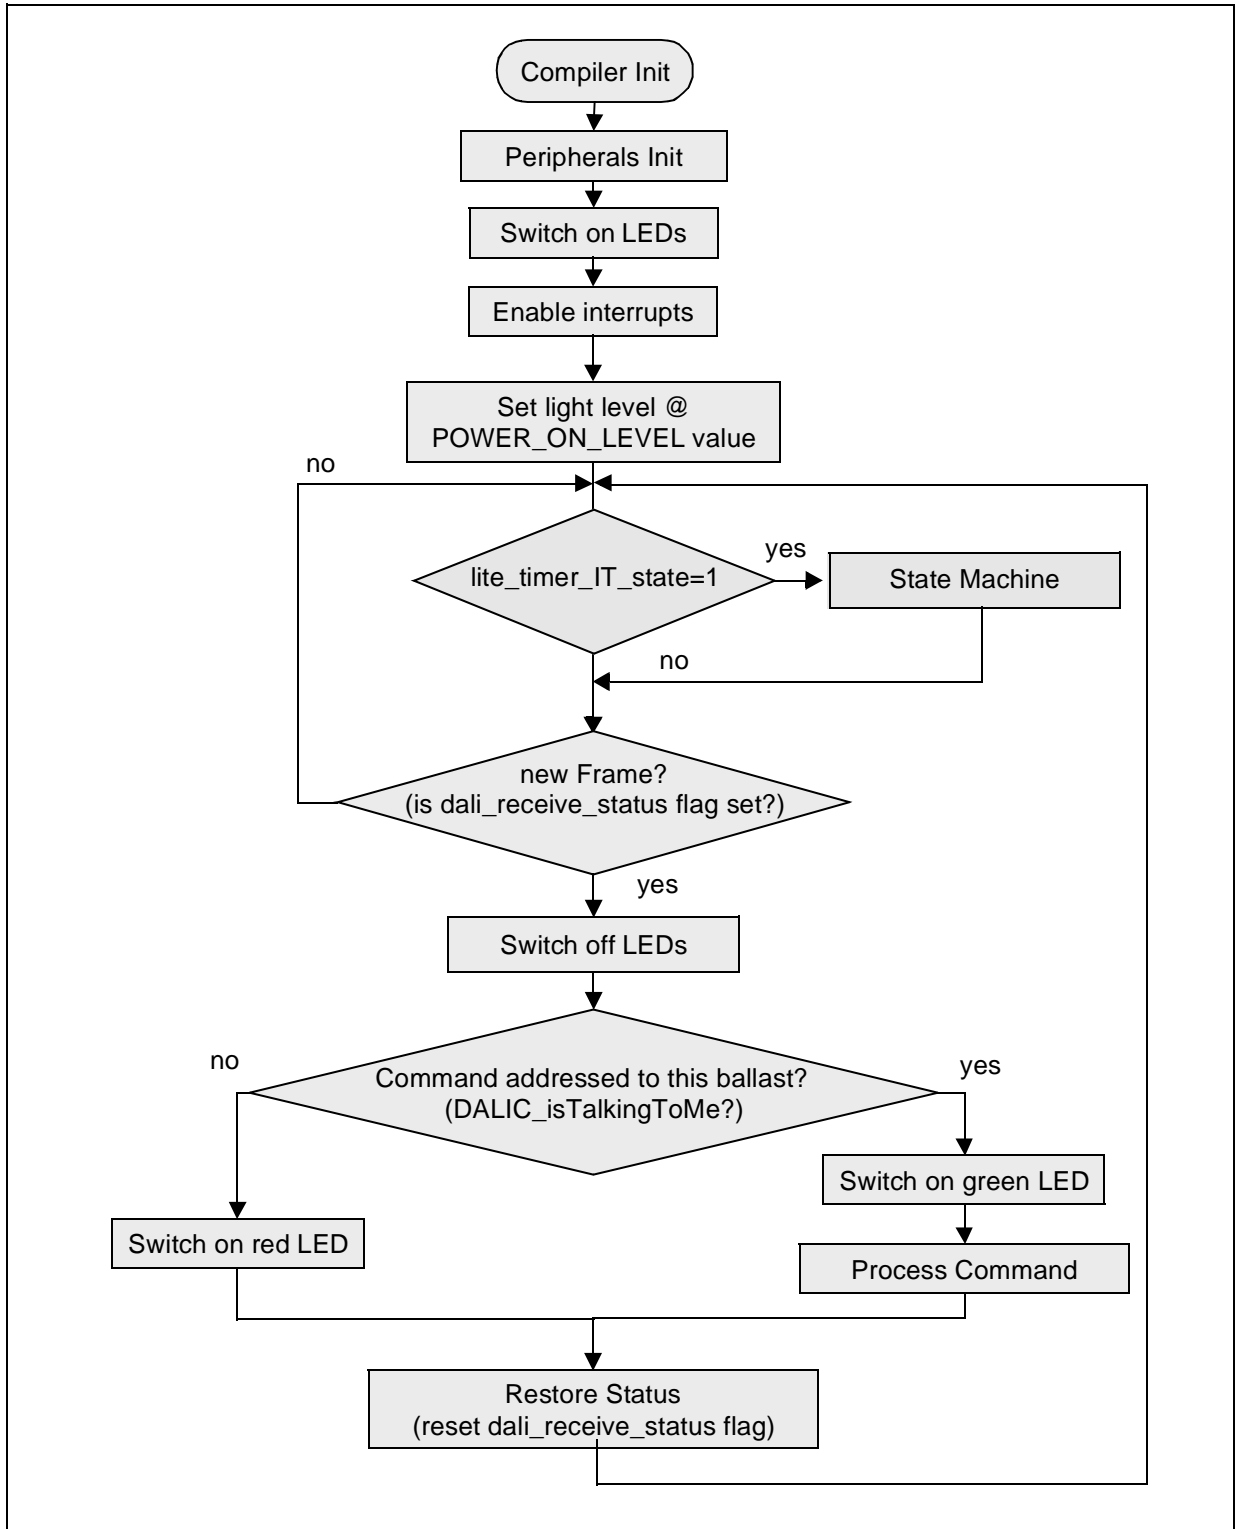 Compiler Init
Peripherals Init
Switch on LEDs
Enable interrupts
Set light level @
POWER_ON_LEVEL value
no
lite_timer_IT_state=1
yes
State Machine
no
new Frame?
(is dali_receive_status flag set?)
yes
Switch off LEDs
no
Command addressed to this ballast?
(DALIC_isTalkingToMe?)
yes
Switch on green LED
Switch on red LED
Process Command
Restore Status
(reset dali_receive_status flag)